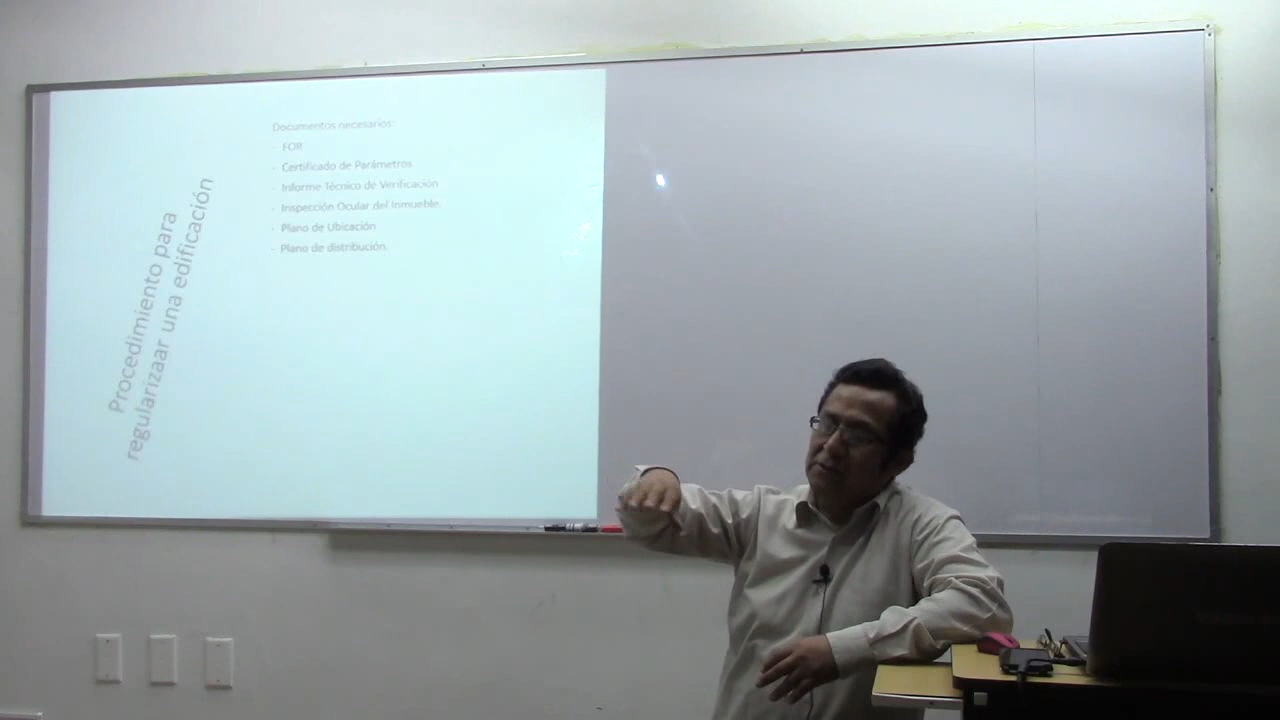 Procedimiento para
regularizaar una edificación
Documentos necesarios:
- FOR
- Certificado de Parámetros
- Informe Técnico de Verificación
- Inspección Ocular del Inmueble.
- Plano de Ubicación
- Plano de distribución.